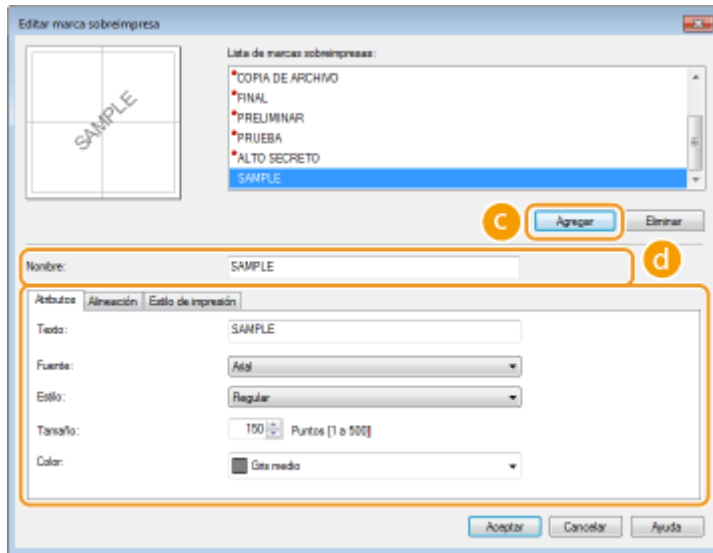 Editar marca sobreimpresa
SAMPLE
Lista de marcas sobreimpresas:
*COPIA DE ARCHIVO
*FINAL
*PRELIMINAR
*PRUEBA
*ALTO SECRETO
SAMPLE
C
Agregar
Eliminar
d
Nombre: SAMPLE
Atributos Alineación Estilo de impresión
Texto: SAMPLE
Fuente: Arial
Estilo: Regular
Tamaño: 150 Puntos [1 a 500]
Color: Gris medio
Aceptar Cancelar Ayuda